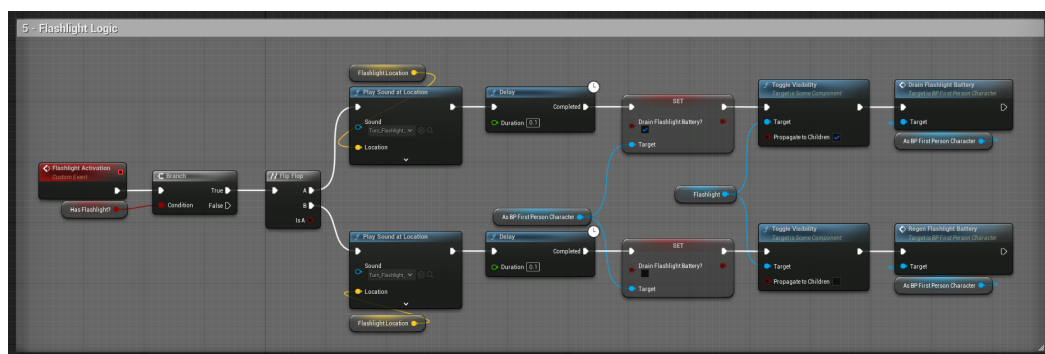 5 - Flashlight Logic
Flashlight Location
Play Sound at Location
Sound
Turn_Flashlight_
Location
Delay
Completed
Duration 0.1
SET
Drain Flashlight Battery?
Target
Toggle Visibility
Target is Scene Component
Target
Propagate to Children
Drain Flashlight Battery
Target is BP First Person Character
Target
As BP First Person Character
Flashlight Activation
Custom Event
Has Flashlight?
Branch
True
Condition
False
Flip Flop
A
B
Is A
As BP First Person Character
Flashlight
Play Sound at Location
Sound
Turn_Flashlight_
Location
Flashlight Location
Delay
Completed
Duration 0.1
SET
Drain Flashlight Battery?
Target
Toggle Visibility
Target is Scene Component
Target
Propagate to Children
Regen Flashlight Battery
Target is BP First Person Character
Target
As BP First Person Character